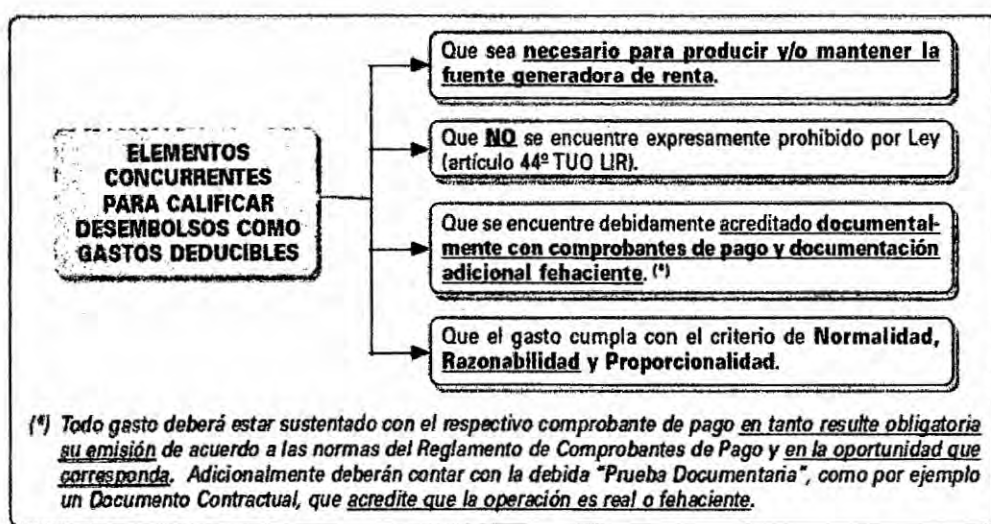 ELEMENTOS
CONCURRENTES
PARA CALIFICAR
DESEMBOLSOS COMO
GASTOS DEDUCIBLES
Que sea necesario para producir y/o mantener la
fuente generadora de renta.
Que NO se encuentre expresamente prohibido por Ley
(artículo 44º TUO LIR).
Que se encuentre debidamente acreditado documental-
mente con comprobantes de pago y documentación
adicional fehaciente. (*)
Que el gasto cumpla con el criterio de Normalidad,
Razonabilidad y Proporcionalidad.
(*) Todo gasto deberá estar sustentado con el respectivo comprobante de pago en tanto resulte obligatoria
su emisión de acuerdo a las normas del Reglamento de Comprobantes de Pago y en la oportunidad que
corresponda. Adicionalmente deberán contar con la debida "Prueba Documentaria", como por ejemplo
un Documento Contractual, que acredite que la operación es real o fehaciente.